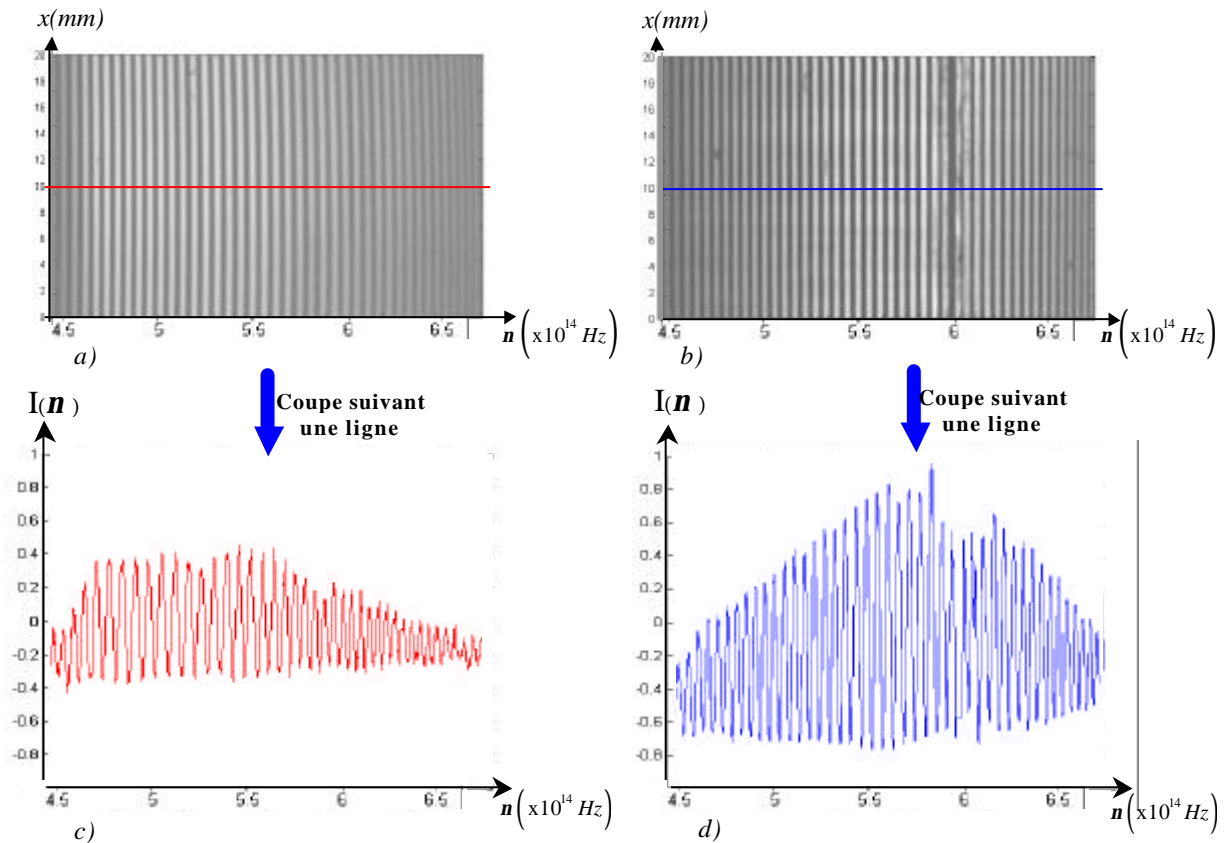 x(mm)
20
18
16
14
12
10
8
6
4
2
0
4.5 5 5.5 6 6.5
n (x10^14 Hz)
a)
x(mm)
20
18
16
14
12
10
8
6
4
2
0
4.5 5 5.5 6 6.5
n (x10^14 Hz)
b)
I(n)
Coupe suivant
une ligne
1
0.8
0.6
0.4
0.2
0
-0.2
-0.4
-0.6
-0.8
4.5 5 5.5 6 6.5
n (x10^14 Hz)
c)
I(n)
Coupe suivant
une ligne
1
0.8
0.6
0.4
0.2
0
-0.2
-0.4
-0.6
-0.8
4.5 5 5.5 6 6.5
n (x10^14 Hz)
d)